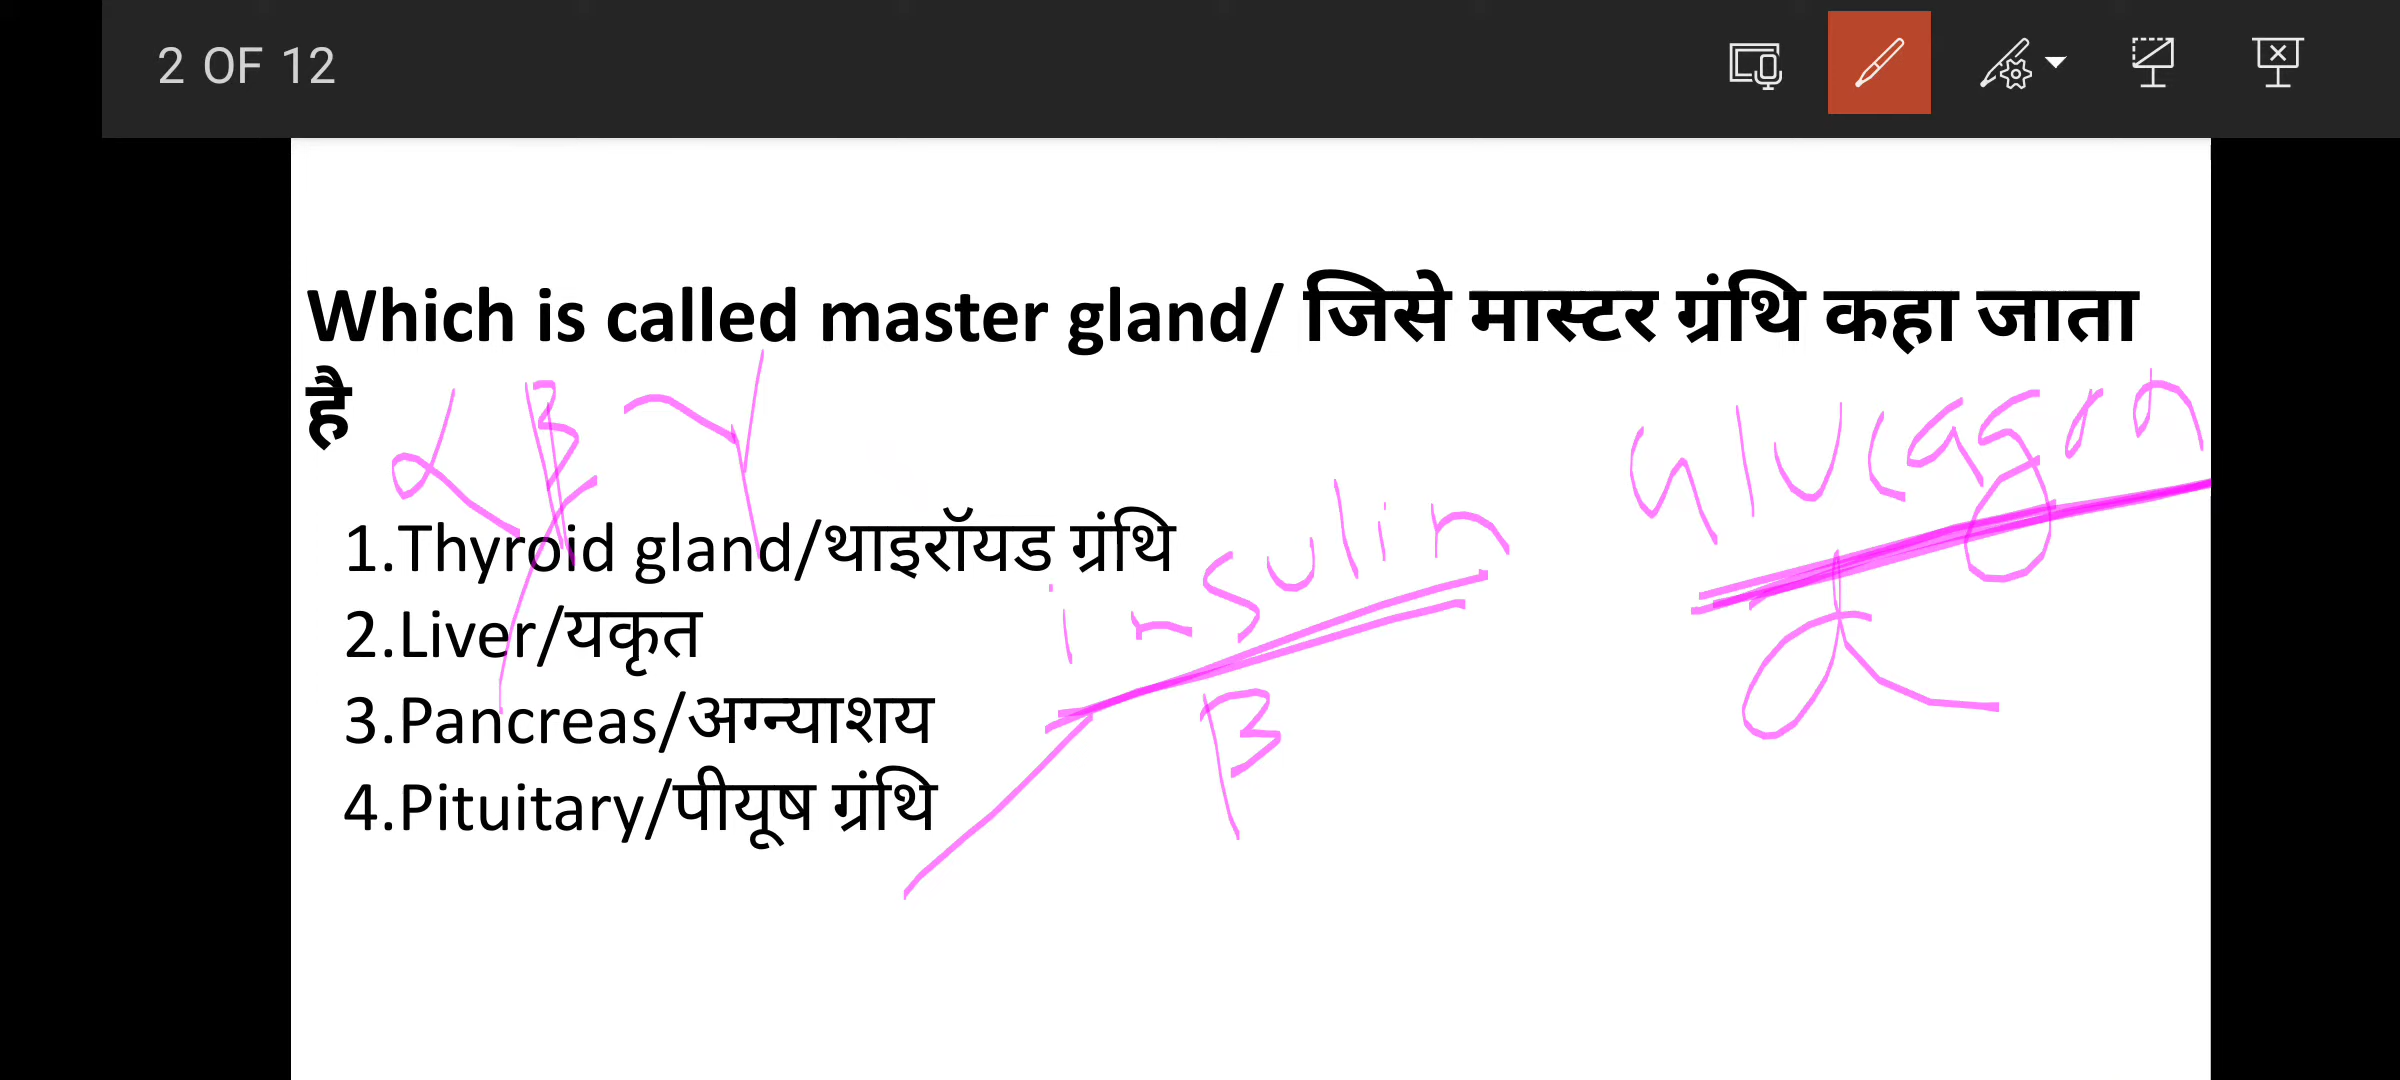 2 OF 12
Which is called master gland/ जिसे मास्टर ग्रंथि कहा जाता
है
α β γ
Glucagon
1.Thyroid gland/थाइरॉयड ग्रंथि
insulin
α
2.Liver/यकृत
3.Pancreas/अग्न्याशय
β
4.Pituitary/पीयूष ग्रंथि